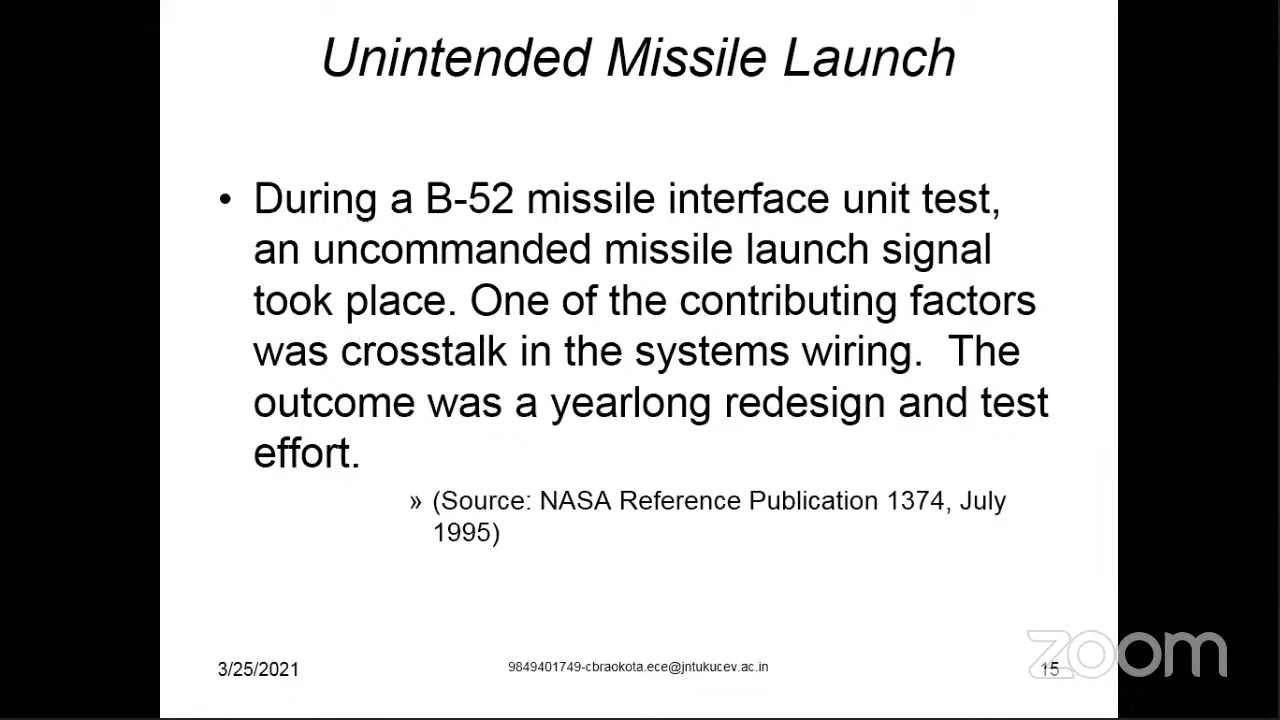 Unintended Missile Launch
• During a B-52 missile interface unit test,
an uncommanded missile launch signal
took place. One of the contributing factors
was crosstalk in the systems wiring.  The
outcome was a yearlong redesign and test
effort.
» (Source: NASA Reference Publication 1374, July
1995)
3/25/2021
9849401749-cbraokota.ece@jntukucev.ac.in
15
zoom